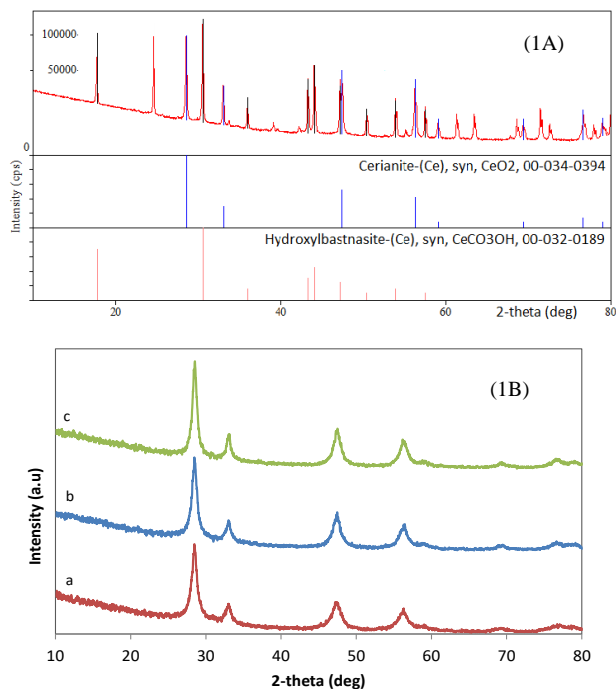 (1A)
100000
50000
0
Intensity (cps)
Cerianite-(Ce), syn, CeO2, 00-034-0394
Hydroxylbastnasite-(Ce), syn, CeCO3OH, 00-032-0189
20 40 60 80
2-theta (deg)
(1B)
c
b
a
Intensity (a.u)
10 20 30 40 50 60 70 80
2-theta (deg)